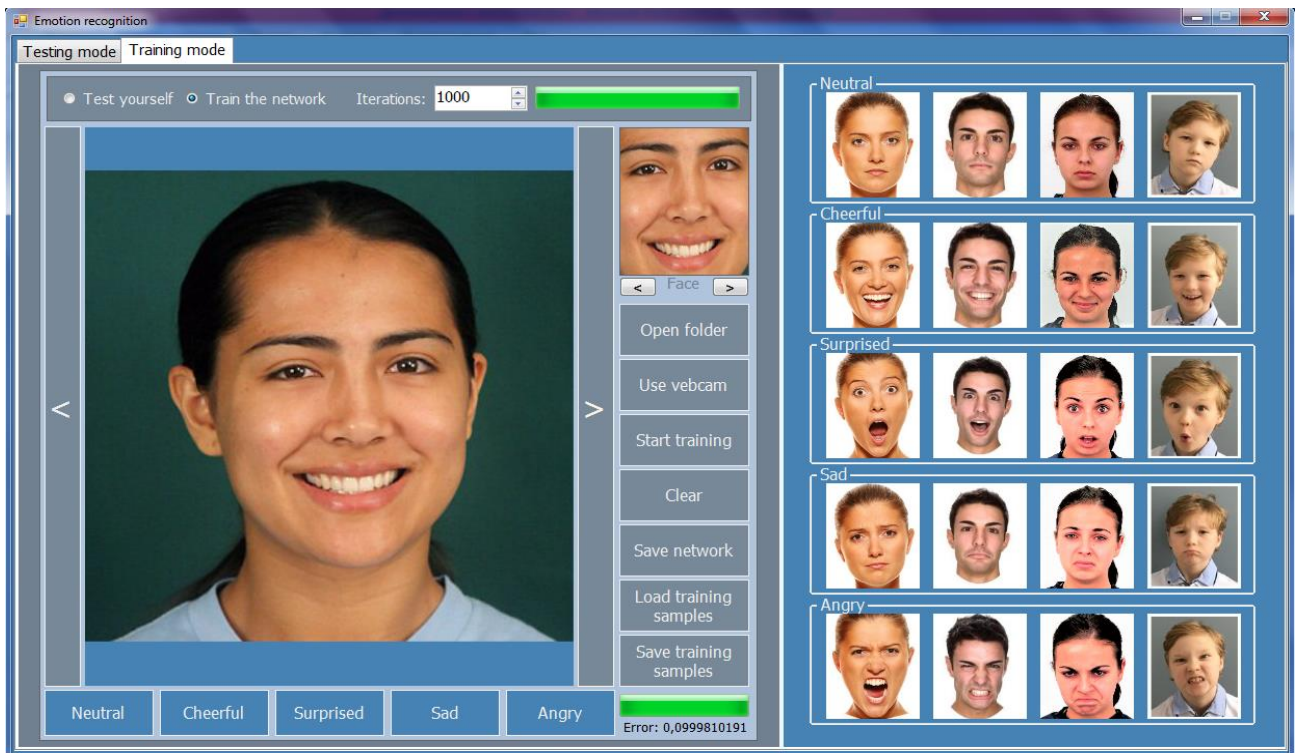 Emotion recognition
Testing mode Training mode
Test yourself Train the network Iterations: 1000
<
>
< Face >
Open folder
Use vebcam
Start training
Clear
Save network
Load training
samples
Save training
samples
Neutral Cheerful Surprised Sad Angry
Error: 0,0999810191
Neutral
Cheerful
Surprised
Sad
Angry